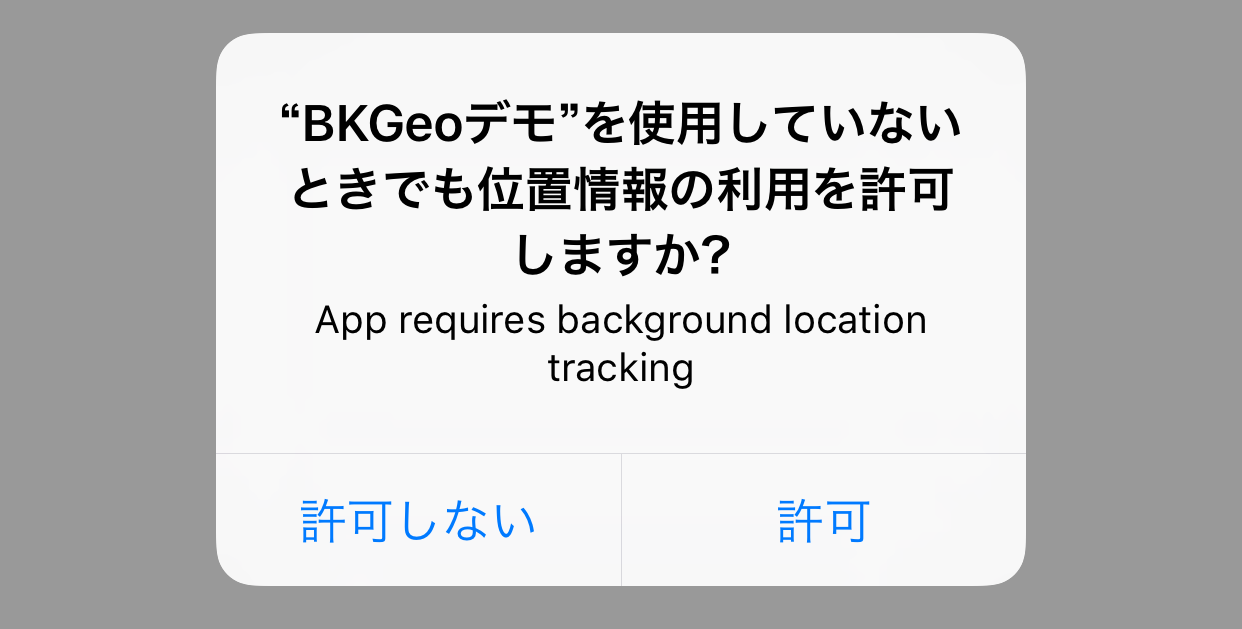 “BKGeoデモ”を使用していない
ときでも位置情報の利用を許可
しますか?
App requires background location
tracking
許可しない
許可